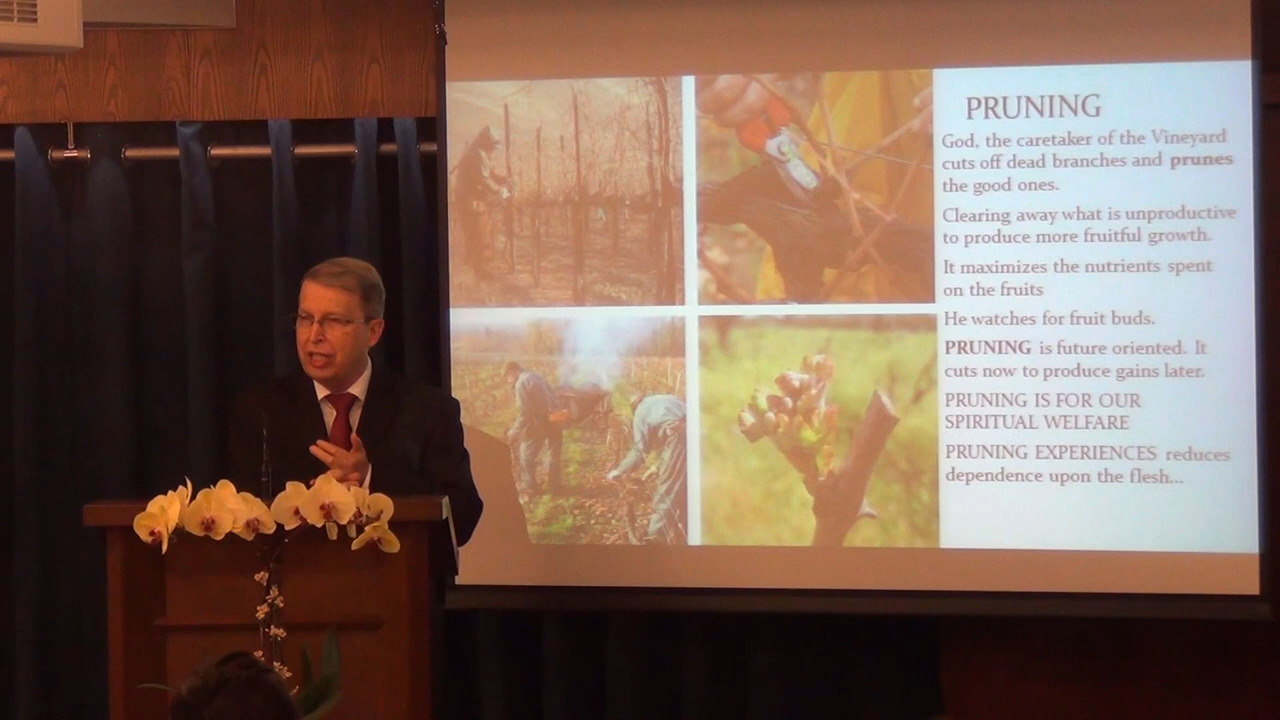 PRUNING
God, the caretaker of the Vineyard
cuts off dead branches and prunes
the good ones.
Clearing away what is unproductive
to produce more fruitful growth.
It maximizes the nutrients spent
on the fruits
He watches for fruit buds.
PRUNING is future oriented. It
cuts now to produce gains later.
PRUNING IS FOR OUR
SPIRITUAL WELFARE
PRUNING EXPERIENCES reduces
dependence upon the flesh...